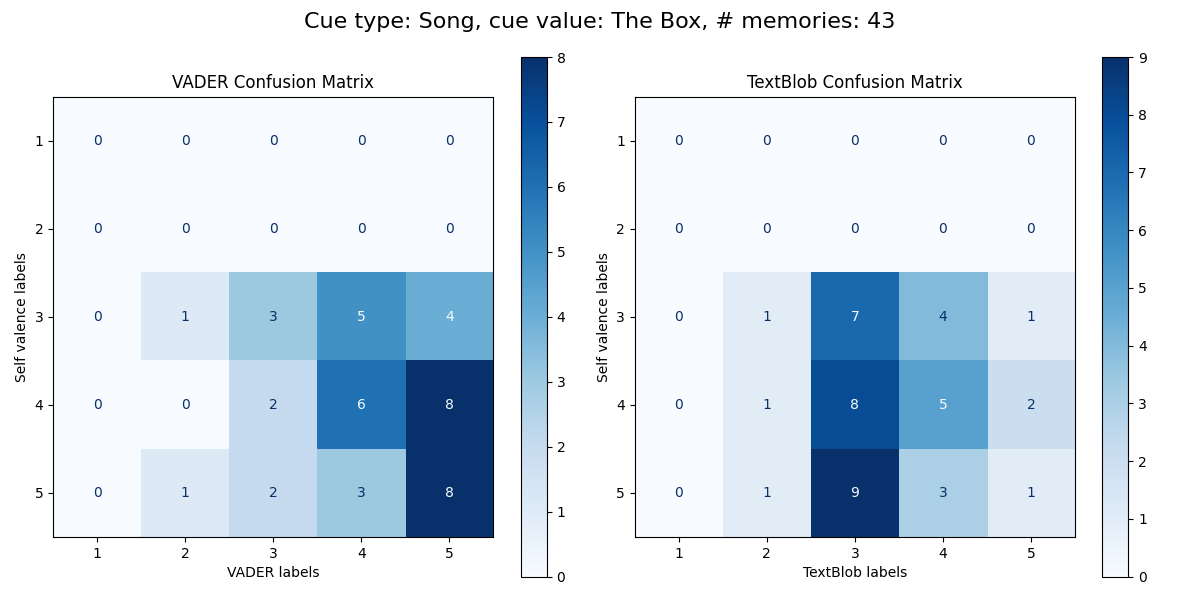 Cue type: Song, cue value: The Box, # memories: 43
VADER Confusion Matrix
Self valence labels
1 0 0 0 0 0
2 0 0 0 0 0
3 0 1 3 5 4
4 0 0 2 6 8
5 0 1 2 3 8
1 2 3 4 5
VADER labels
8
7
6
5
4
3
2
1
0
TextBlob Confusion Matrix
Self valence labels
1 0 0 0 0 0
2 0 0 0 0 0
3 0 1 7 4 1
4 0 1 8 5 2
5 0 1 9 3 1
1 2 3 4 5
TextBlob labels
9
8
7
6
5
4
3
2
1
0